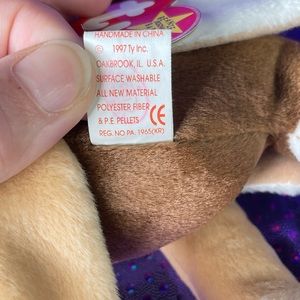 HANDMADE IN CHINA
© 1997 Ty Inc.
OAKBROOK, IL. U.S.A.
SURFACE WASHABLE
ALL NEW MATERIAL
POLYESTER FIBER
& P.E. PELLETS CE
REG. NO PA. 1965(KR)